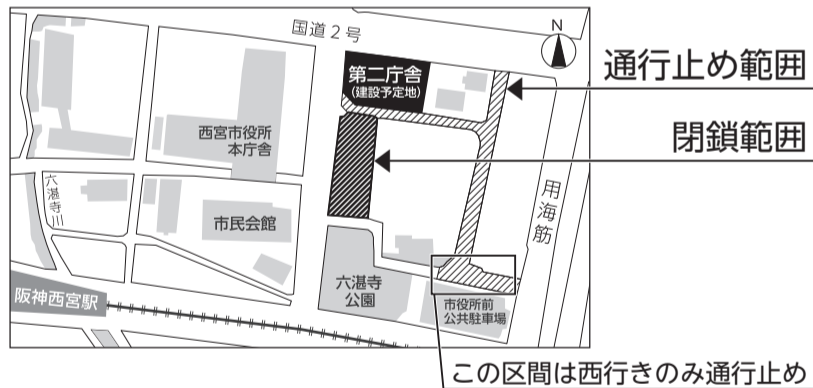 国道2号
N
第二庁舎
(建設予定地)
通行止め範囲
西宮市役所
本庁舎
閉鎖範囲
六湛寺川
市民会館
用海筋
六湛寺
公園
阪神西宮駅
市役所前
公共駐車場
この区間は西行きのみ通行止め